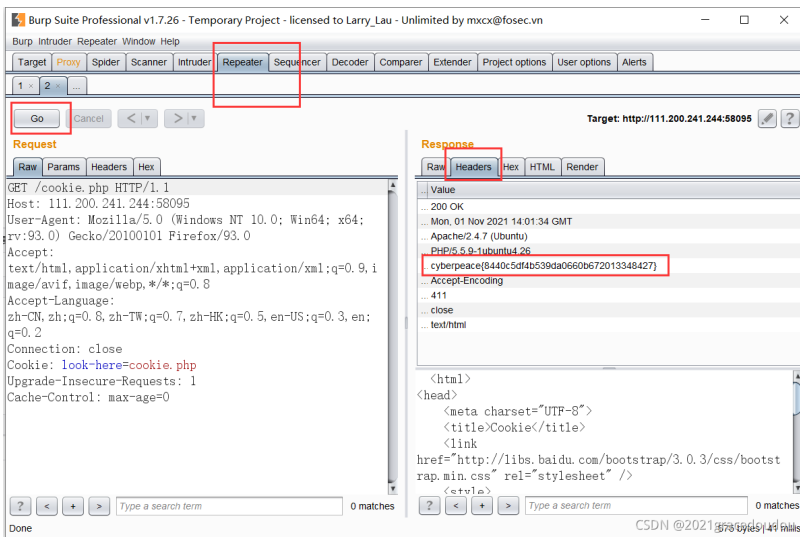 Burp Suite Professional v1.7.26 - Temporary Project - licensed to Larry_Lau - Unlimited by mxcx@fosec.vn
Burp Intruder Repeater Window Help
Target Proxy Spider Scanner Intruder Repeater Sequencer Decoder Comparer Extender Project options User options Alerts
1 × 2 × ...
Go Cancel < ▼ > ▼ Target: http://111.200.241.244:58095 ?
Request
Raw Params Headers Hex
GET /cookie.php HTTP/1.1
Host: 111.200.241.244:58095
User-Agent: Mozilla/5.0 (Windows NT 10.0; Win64; x64;
rv:93.0) Gecko/20100101 Firefox/93.0
Accept:
text/html,application/xhtml+xml,application/xml;q=0.9,i
mage/avif,image/webp,*/*;q=0.8
Accept-Language:
zh-CN,zh;q=0.8,zh-TW;q=0.7,zh-HK;q=0.5,en-US;q=0.3,en;
q=0.2
Connection: close
Cookie: look-here=cookie.php
Upgrade-Insecure-Requests: 1
Cache-Control: max-age=0
? < + > Type a search term 0 matches
Response
Raw Headers Hex HTML Render
... Value
... 200 OK
... Mon, 01 Nov 2021 14:01:34 GMT
... Apache/2.4.7 (Ubuntu)
... PHP/5.5.9-1ubuntu4.26
... cyberpeace{8440c5df4b539da0660b672013348427}
... Accept-Encoding
... 411
... close
... text/html
<html>
<head>
<meta charset="UTF-8">
<title>Cookie</title>
<link
href="http://libs.baidu.com/bootstrap/3.0.3/css/bootst
rap.min.css" rel="stylesheet" />
<style>
? < + > Type a search term 0 matches
Done
675 bytes | 41 millis
CSDN @2021gracedoudou